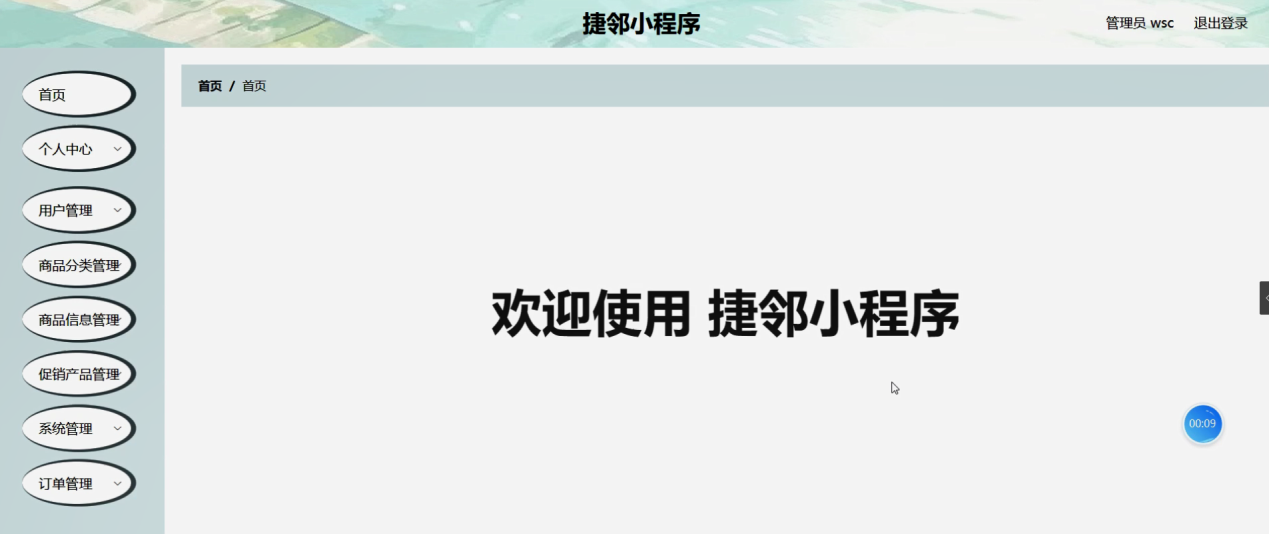 捷邻小程序
管理员 wsc 退出登录
首页
个人中心
用户管理
商品分类管理
商品信息管理
促销产品管理
系统管理
订单管理
首页 / 首页
欢迎使用 捷邻小程序
00:09